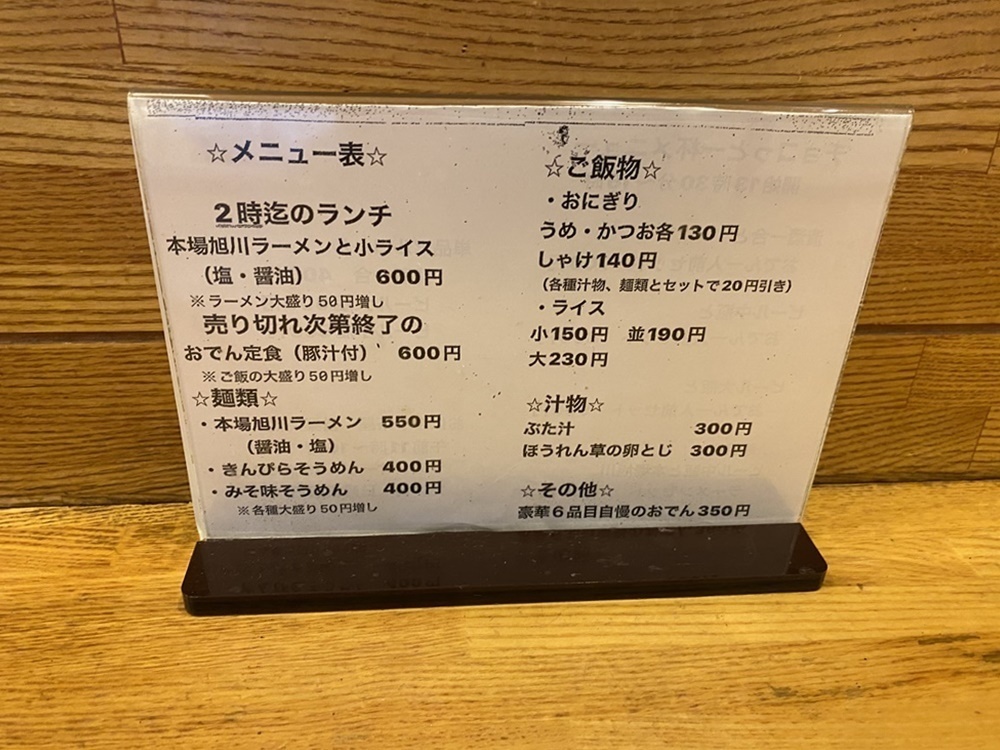 ☆メニュー表☆
２時迄のランチ
本場旭川ラーメンと小ライス
（塩・醤油） 600円
※ラーメン大盛り50円増し
売り切れ次第終了の
おでん定食（豚汁付） 600円
※ご飯の大盛り50円増し
☆麺類☆
・本場旭川ラーメン 550円
（醤油・塩）
・きんぴらそうめん 400円
・みそ味そうめん 400円
※各種大盛り50円増し
☆ご飯物☆
・おにぎり
うめ・かつお各130円
しゃけ140円
（各種汁物、麺類とセットで20円引き）
・ライス
小150円 並190円
大230円
☆汁物☆
ぶた汁 300円
ほうれん草の卵とじ 300円
☆その他☆
豪華６品目自慢のおでん350円